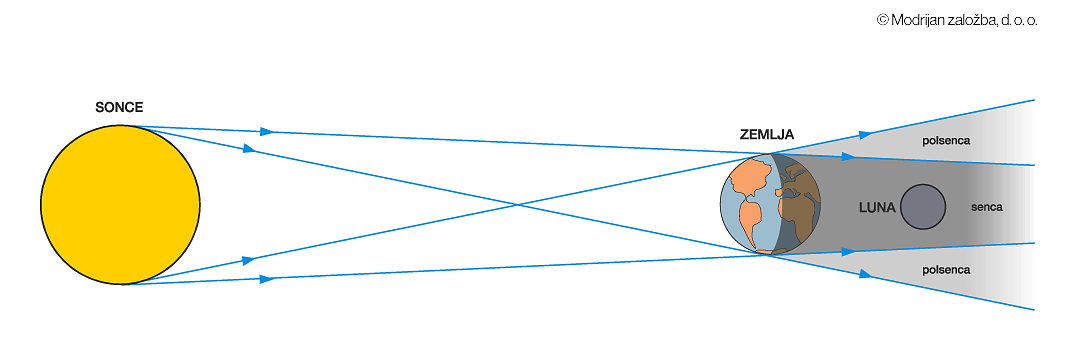 © Modrijan založba, d. o. o.
SONCE
ZEMLJA
polsenca
LUNA
senca
polsenca